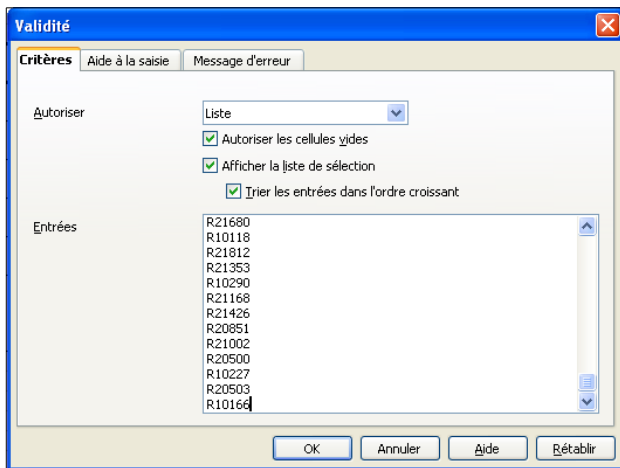 Validité
Critères Aide à la saisie Message d'erreur
Autoriser Liste
Autoriser les cellules vides
Afficher la liste de sélection
Trier les entrées dans l'ordre croissant
Entrées
R21680
R10118
R21812
R21353
R10290
R21168
R21426
R20851
R21002
R20500
R10227
R20503
R10166
OK Annuler Aide Rétablir